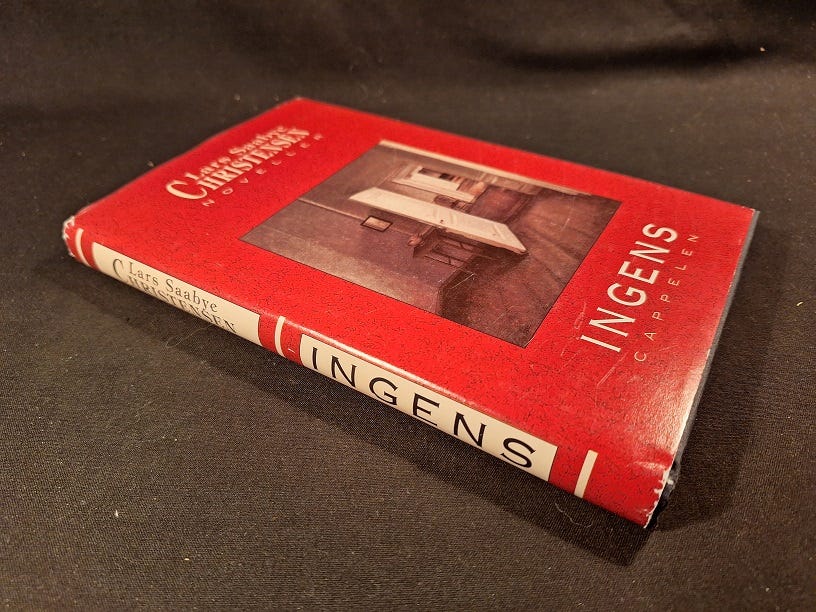 Lars Saabye
CHRISTENSEN
NOVELLER
INGENS
CAPPELEN
Lars Saabye
CHRISTENSEN
INGENS